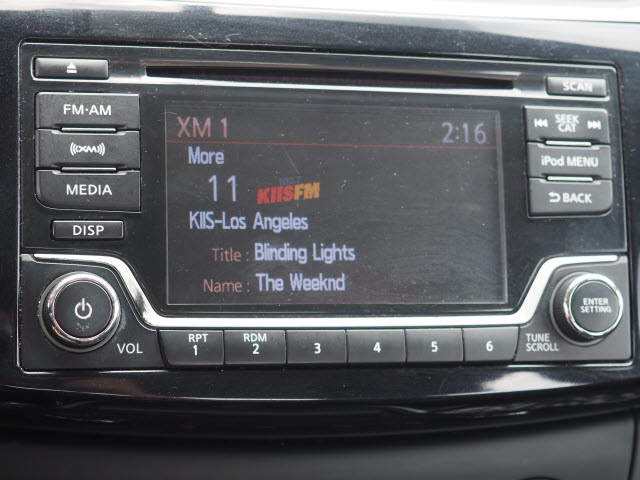 SCAN
FM·AM
XM 1 2:16
SEEK
CAT
More
(((XM)))
iPod MENU
11 KIISFM
MEDIA
BACK
KIIS-Los Angeles
DISP
Title : Blinding Lights
Name : The Weeknd
ENTER
SETTING
VOL
RPT
1
RDM
2
3
4
5
6
TUNE
SCROLL